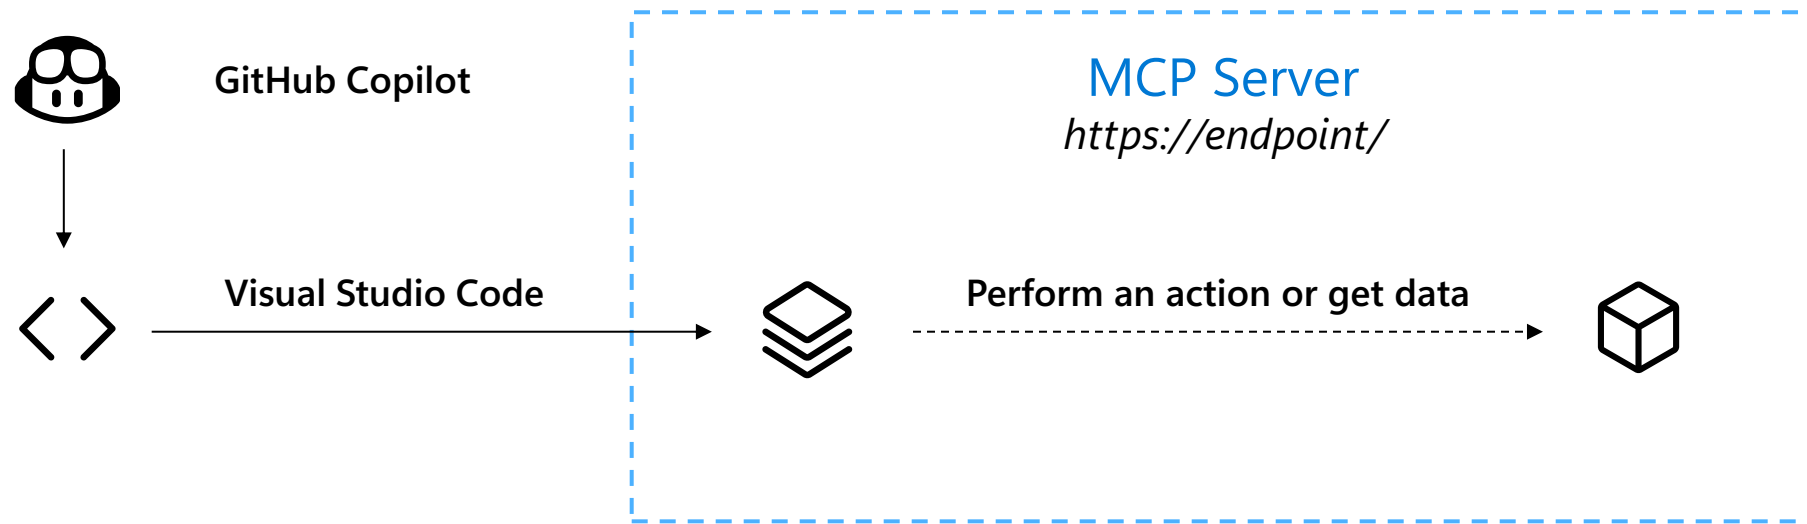 GitHub Copilot
MCP Server
https://endpoint/
Visual Studio Code
Perform an action or get data